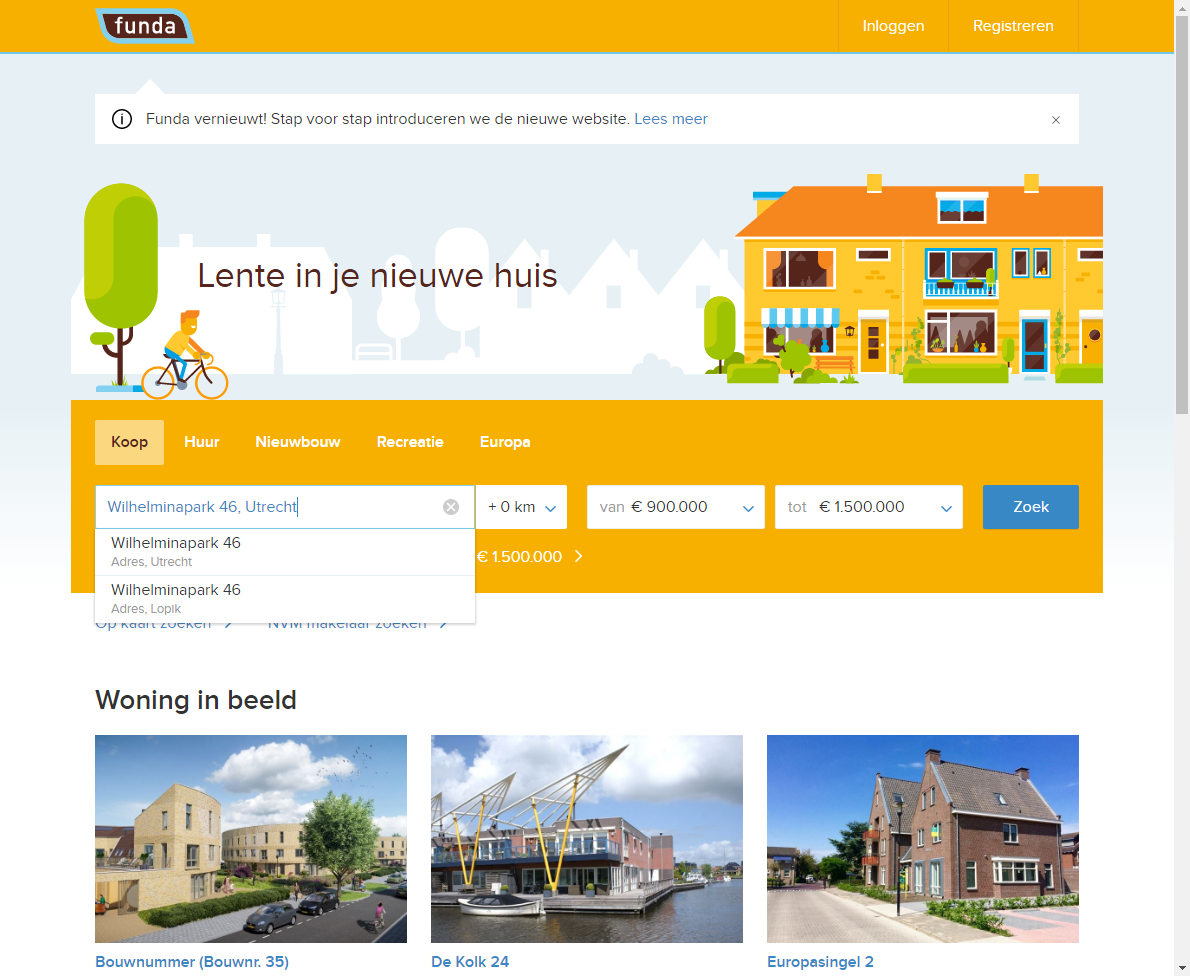 funda
Inloggen
Registreren
Funda vernieuwt! Stap voor stap introduceren we de nieuwe website. Lees meer
Lente in je nieuwe huis
Koop
Huur
Nieuwbouw
Recreatie
Europa
Wilhelminapark 46, Utrecht
+ 0 km
van € 900.000
tot € 1.500.000
Zoek
Wilhelminapark 46
Adres, Utrecht
€ 1.500.000
Wilhelminapark 46
Adres, Lopik
Op kaart zoeken
NVM makelaar zoeken
Woning in beeld
Bouwnummer (Bouwnr. 35)
De Kolk 24
Europasingel 2